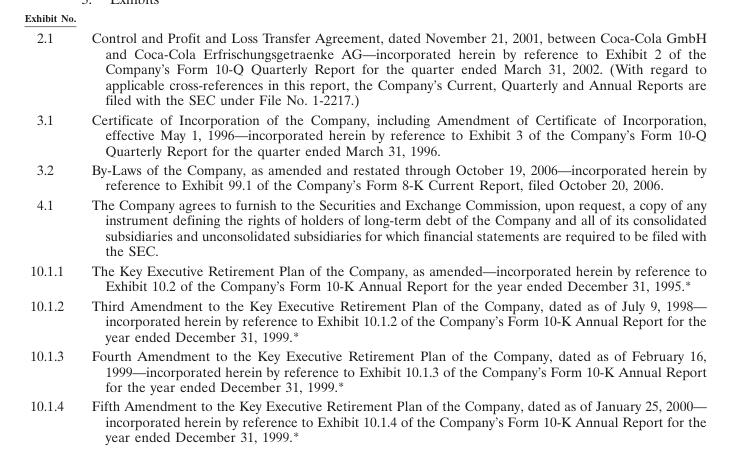 3. Exhibits
Exhibit No.
2.1 Control and Profit and Loss Transfer Agreement, dated November 21, 2001, between Coca-Cola GmbH
and Coca-Cola Erfrischungsgetraenke AG—incorporated herein by reference to Exhibit 2 of the
Company's Form 10-Q Quarterly Report for the quarter ended March 31, 2002. (With regard to
applicable cross-references in this report, the Company's Current, Quarterly and Annual Reports are
filed with the SEC under File No. 1-2217.)
3.1 Certificate of Incorporation of the Company, including Amendment of Certificate of Incorporation,
effective May 1, 1996—incorporated herein by reference to Exhibit 3 of the Company's Form 10-Q
Quarterly Report for the quarter ended March 31, 1996.
3.2 By-Laws of the Company, as amended and restated through October 19, 2006—incorporated herein by
reference to Exhibit 99.1 of the Company's Form 8-K Current Report, filed October 20, 2006.
4.1 The Company agrees to furnish to the Securities and Exchange Commission, upon request, a copy of any
instrument defining the rights of holders of long-term debt of the Company and all of its consolidated
subsidiaries and unconsolidated subsidiaries for which financial statements are required to be filed with
the SEC.
10.1.1 The Key Executive Retirement Plan of the Company, as amended—incorporated herein by reference to
Exhibit 10.2 of the Company's Form 10-K Annual Report for the year ended December 31, 1995.*
10.1.2 Third Amendment to the Key Executive Retirement Plan of the Company, dated as of July 9, 1998—
incorporated herein by reference to Exhibit 10.1.2 of the Company's Form 10-K Annual Report for the
year ended December 31, 1999.*
10.1.3 Fourth Amendment to the Key Executive Retirement Plan of the Company, dated as of February 16,
1999—incorporated herein by reference to Exhibit 10.1.3 of the Company's Form 10-K Annual Report
for the year ended December 31, 1999.*
10.1.4 Fifth Amendment to the Key Executive Retirement Plan of the Company, dated as of January 25, 2000—
incorporated herein by reference to Exhibit 10.1.4 of the Company's Form 10-K Annual Report for the
year ended December 31, 1999.*